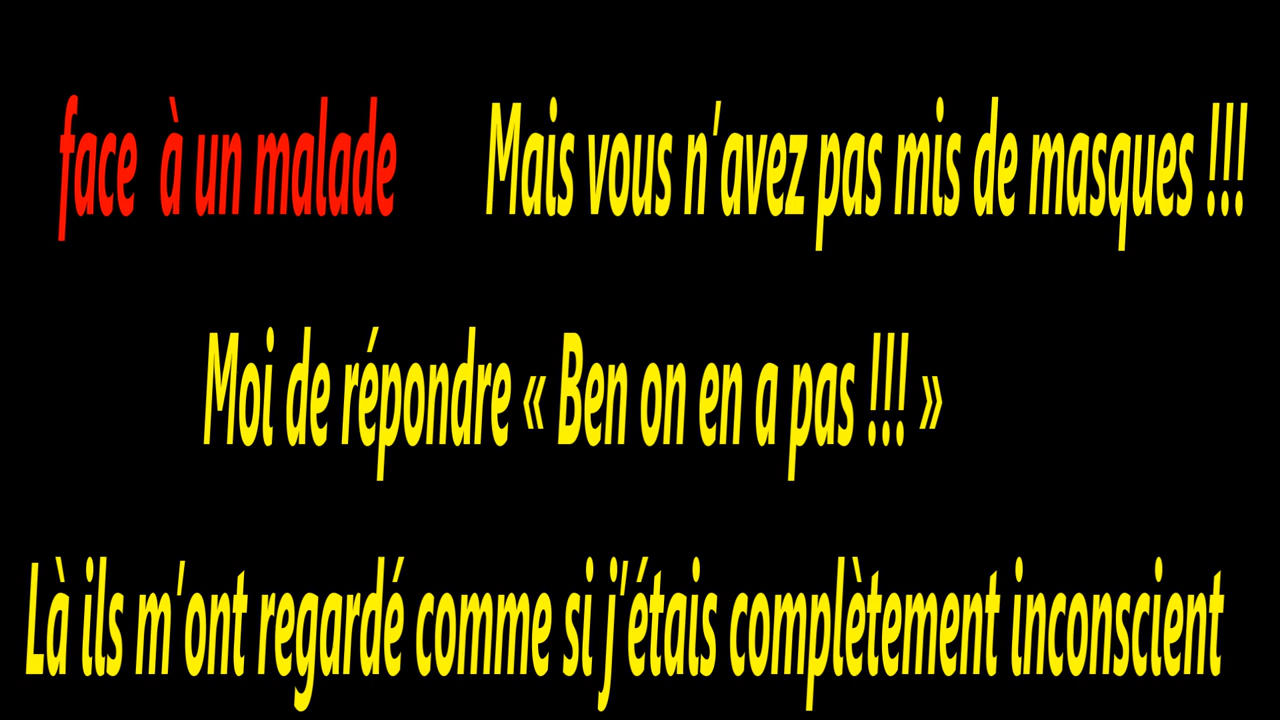 face  à un malade Mais vous n'avez pas mis de masques !!!
Moi de répondre « Ben on en a pas !!! »
Là ils m'ont regardé comme si j'étais complètement inconscient